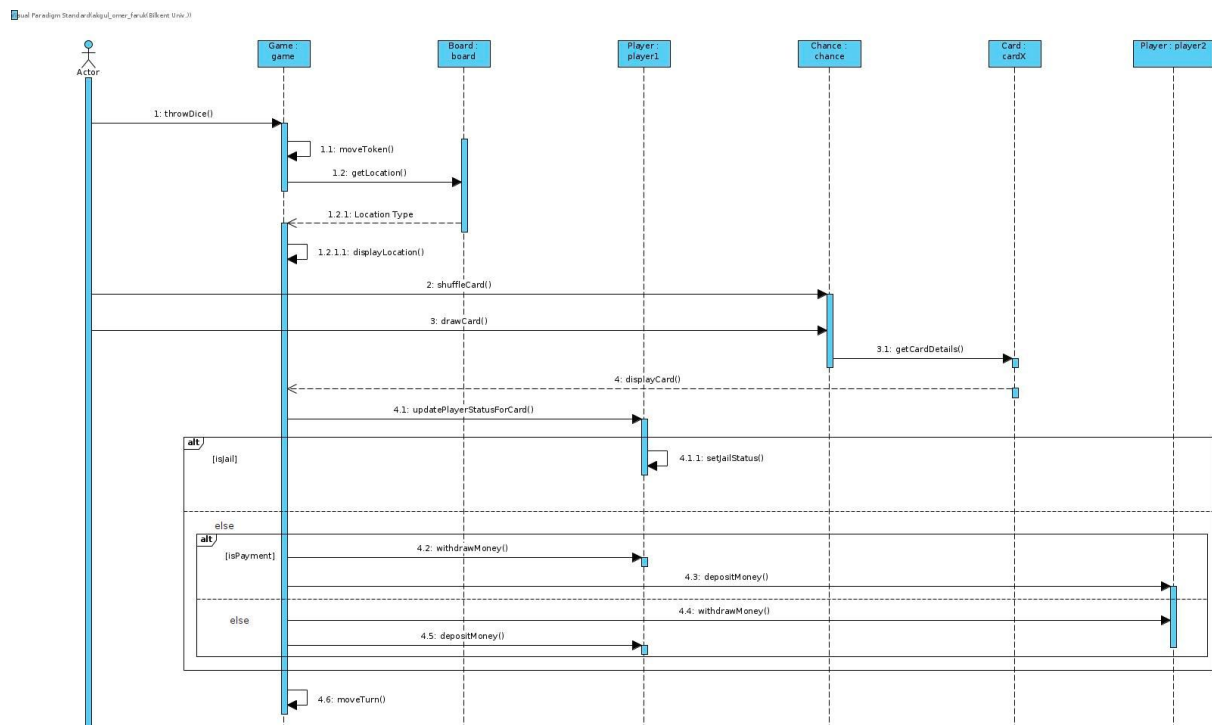 Visual Paradigm Standard(akgul_omer_faruk(Bilkent Univ.))
Game :
game
Board :
board
Player :
player1
Chance :
chance
Card :
cardX
Player : player2
Actor
1: throwDice()
1.1: moveToken()
1.2: getLocation()
1.2.1: Location Type
1.2.1.1: displayLocation()
2: shuffleCard()
3: drawCard()
3.1: getCardDetails()
4: displayCard()
4.1: updatePlayerStatusForCard()
alt
[isJail]
4.1.1: setJailStatus()
else
alt
[isPayment]
4.2: withdrawMoney()
4.3: depositMoney()
else
4.4: withdrawMoney()
4.5: depositMoney()
4.6: moveTurn()